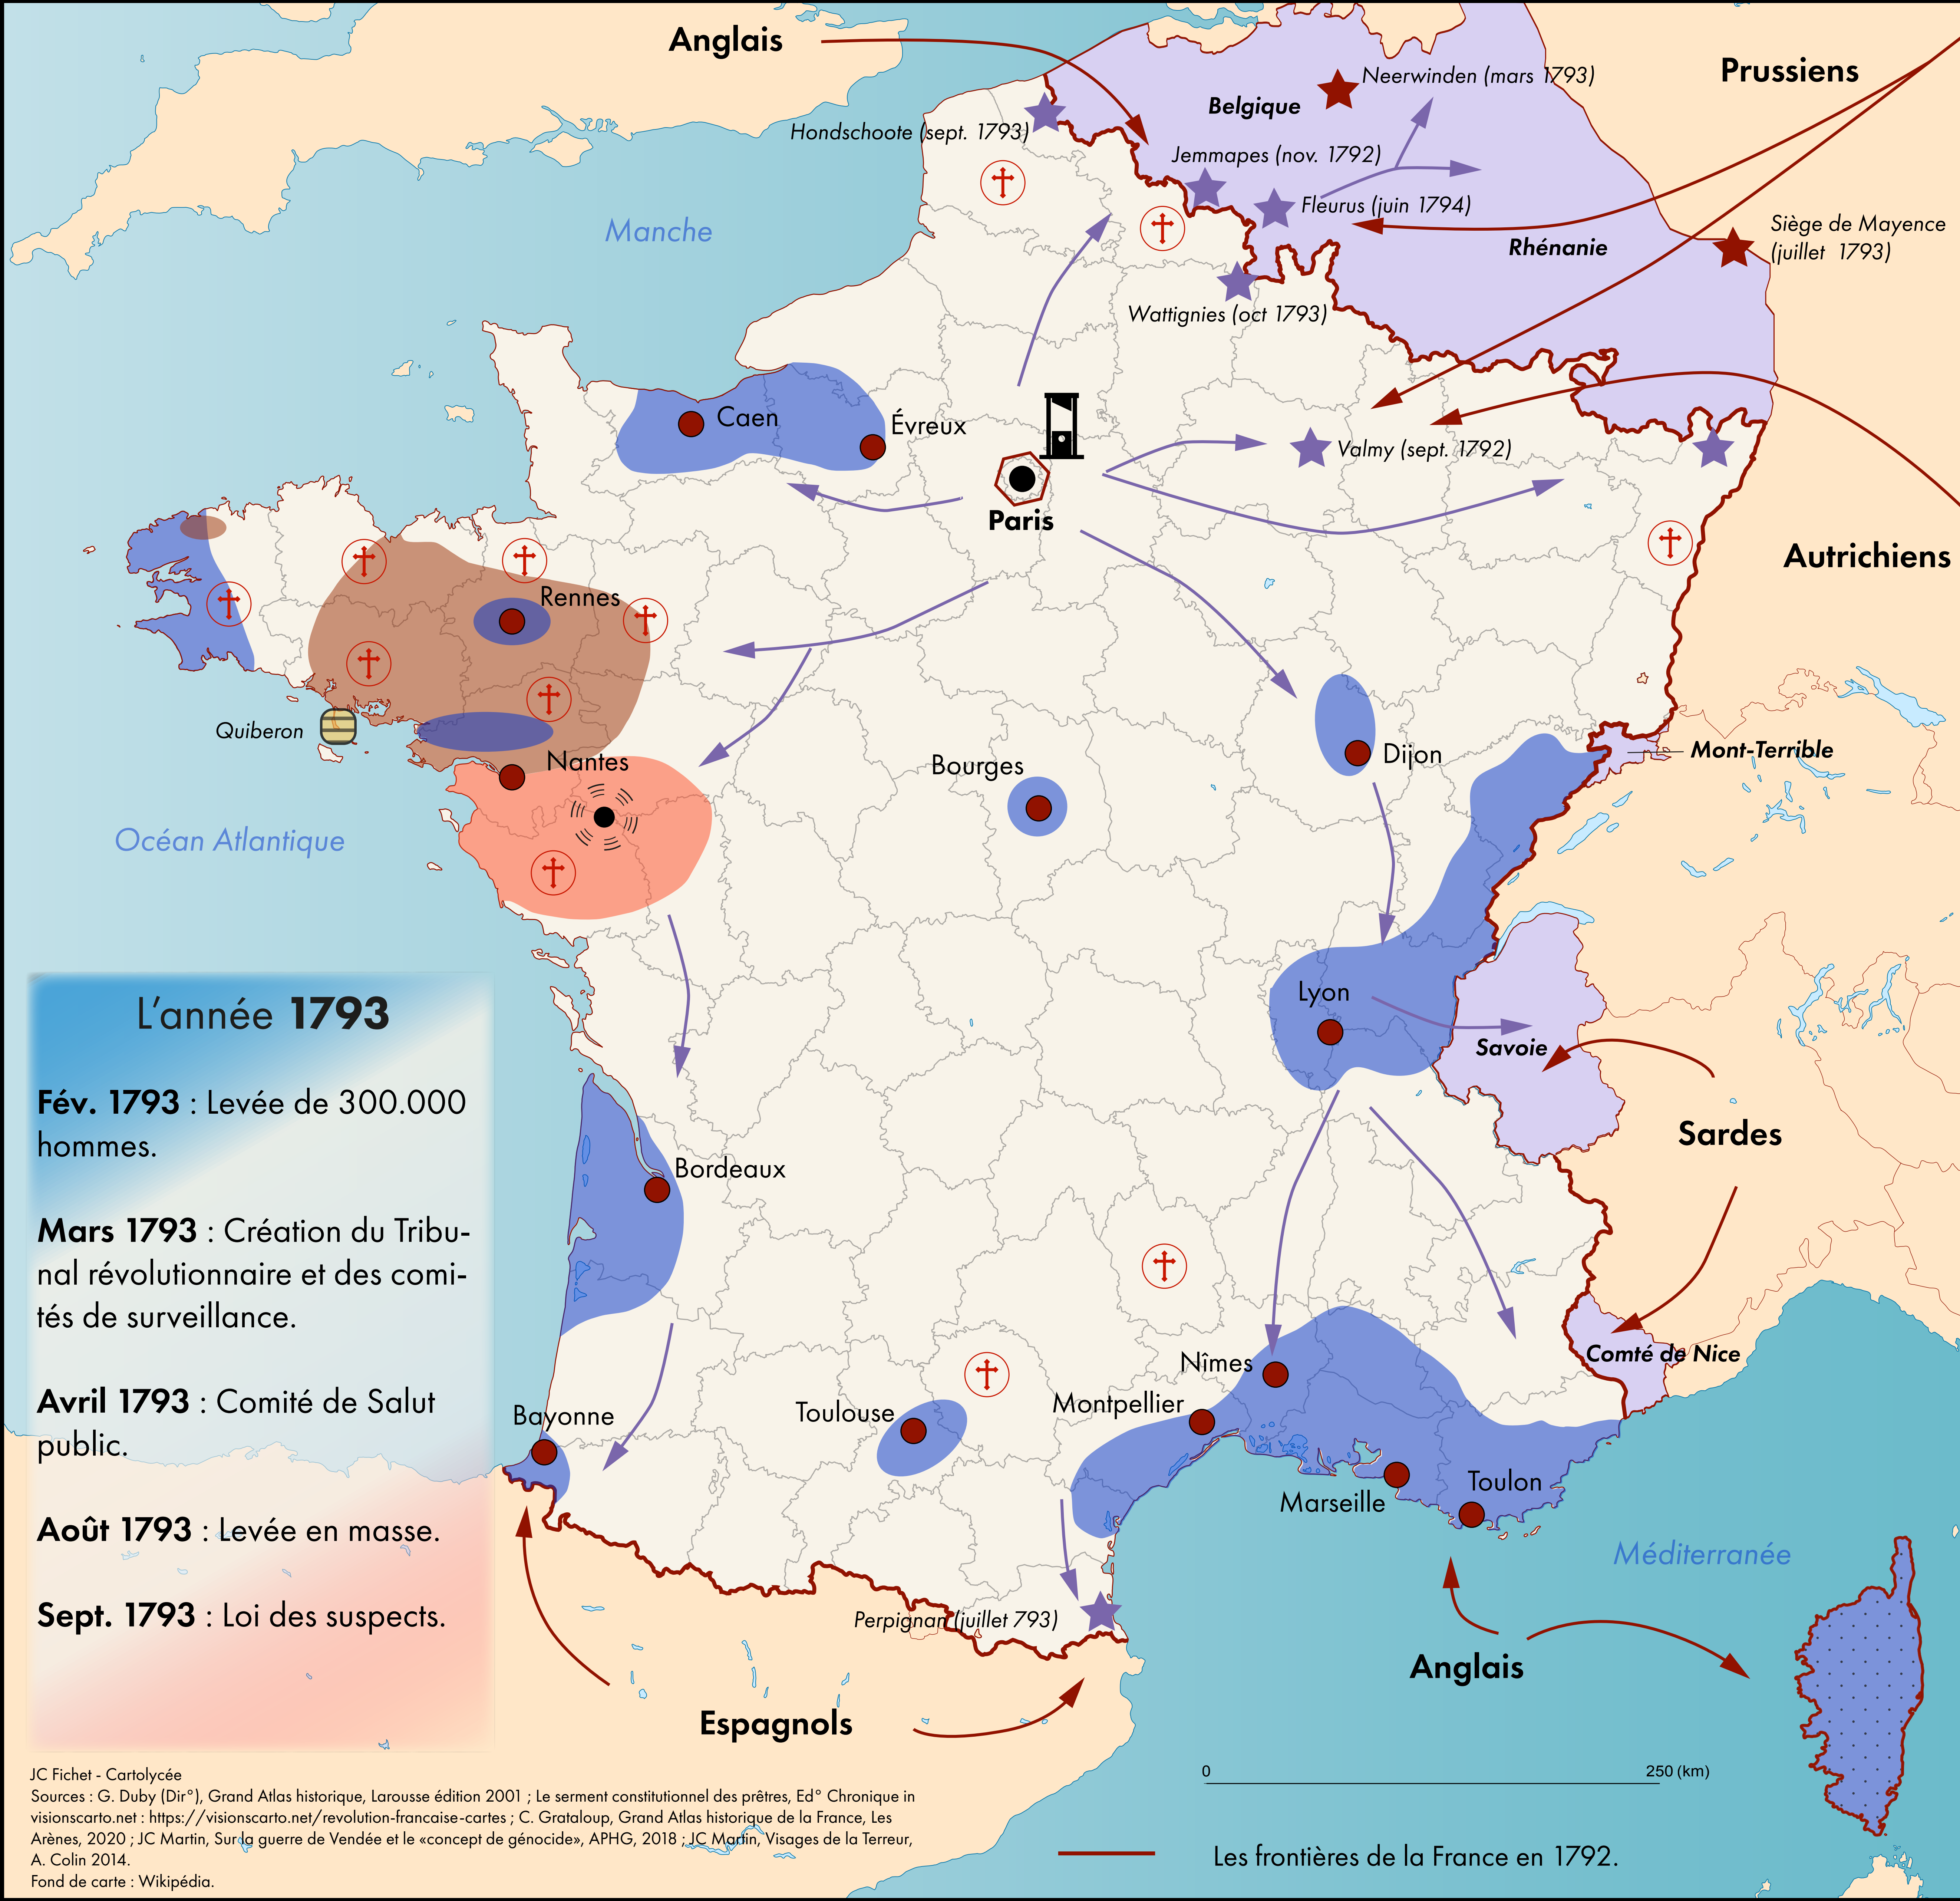 Anglais
Prussiens
Neerwinden (mars 1793)
Belgique
Hondschoote (sept. 1793)
Jemmapes (nov. 1792)
Fleurus (juin 1794)
Siège de Mayence
(juillet 1793)
Rhénanie
Manche
Wattignies (oct 1793)
Caen
Évreux
Valmy (sept. 1792)
Paris
Autrichiens
Rennes
Quiberon
Nantes
Bourges
Dijon
Mont-Terrible
Océan Atlantique
Lyon
Savoie
Sardes
L’année 1793
Fév. 1793 : Levée de 300.000
hommes.
Mars 1793 : Création du Tribu-
nal révolutionnaire et des comi-
tés de surveillance.
Avril 1793 : Comité de Salut
public.
Août 1793 : Levée en masse.
Sept. 1793 : Loi des suspects.
Bordeaux
Comté de Nice
Nîmes
Montpellier
Toulouse
Bayonne
Marseille
Toulon
Méditerranée
Perpignan (juillet 793)
Anglais
Espagnols
0 250 (km)
Les frontières de la France en 1792.
JC Fichet - Cartolycée
Sources : G. Duby (Dir°), Grand Atlas historique, Larousse édition 2001 ; Le serment constitutionnel des prêtres, Ed° Chronique in
visionscarto.net : https://visionscarto.net/revolution-francaise-cartes ; C. Grataloup, Grand Atlas historique de la France, Les
Arènes, 2020 ; JC Martin, Sur la guerre de Vendée et le «concept de génocide», APHG, 2018 ; JC Martin, Visages de la Terreur,
A. Colin 2014.
Fond de carte : Wikipédia.